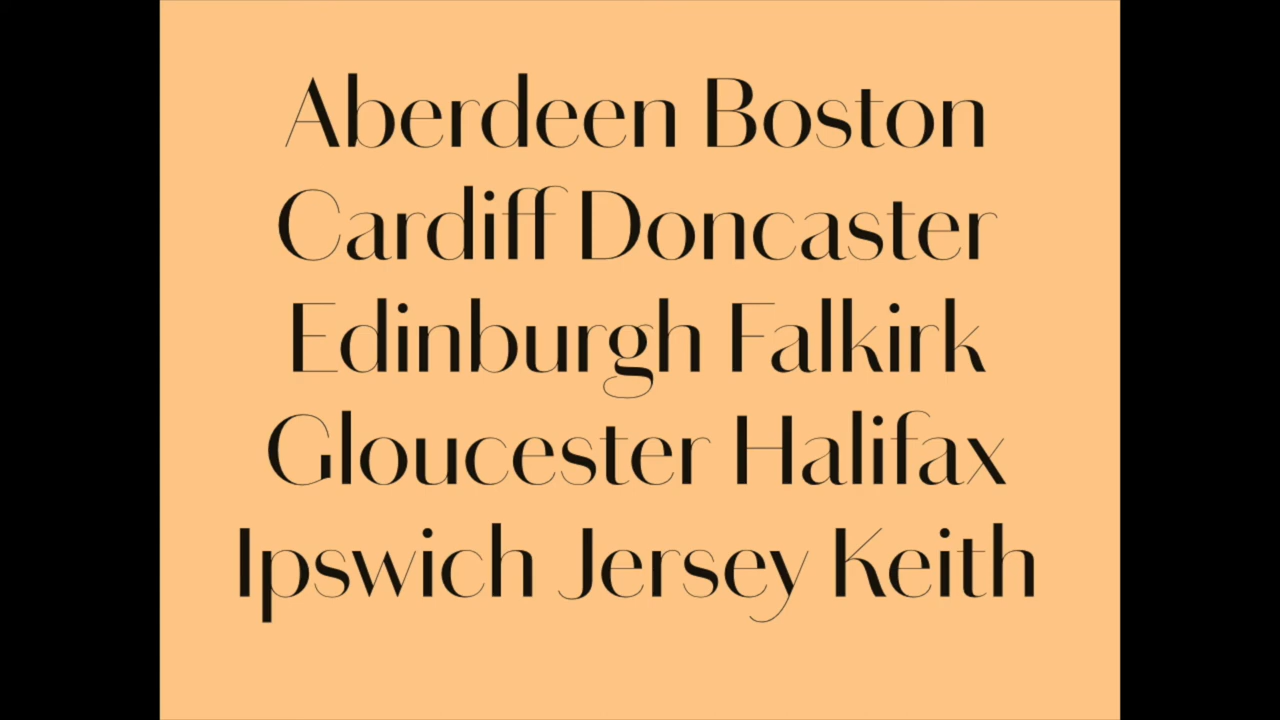 Aberdeen Boston
Cardiff Doncaster
Edinburgh Falkirk
Gloucester Halifax
Ipswich Jersey Keith